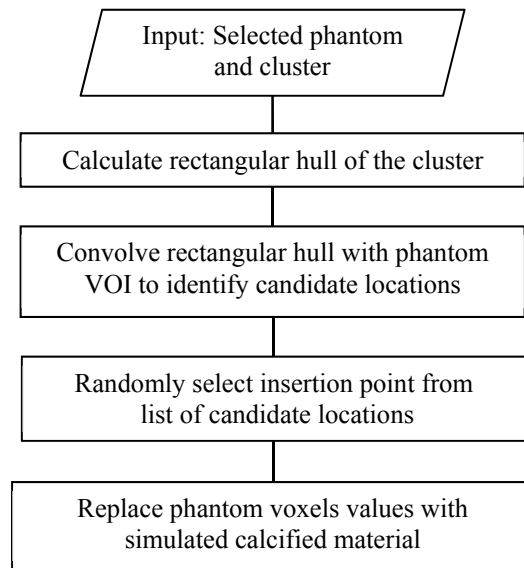 Input: Selected phantom
and cluster
Calculate rectangular hull of the cluster
Convolve rectangular hull with phantom
VOI to identify candidate locations
Randomly select insertion point from
list of candidate locations
Replace phantom voxels values with
simulated calcified material